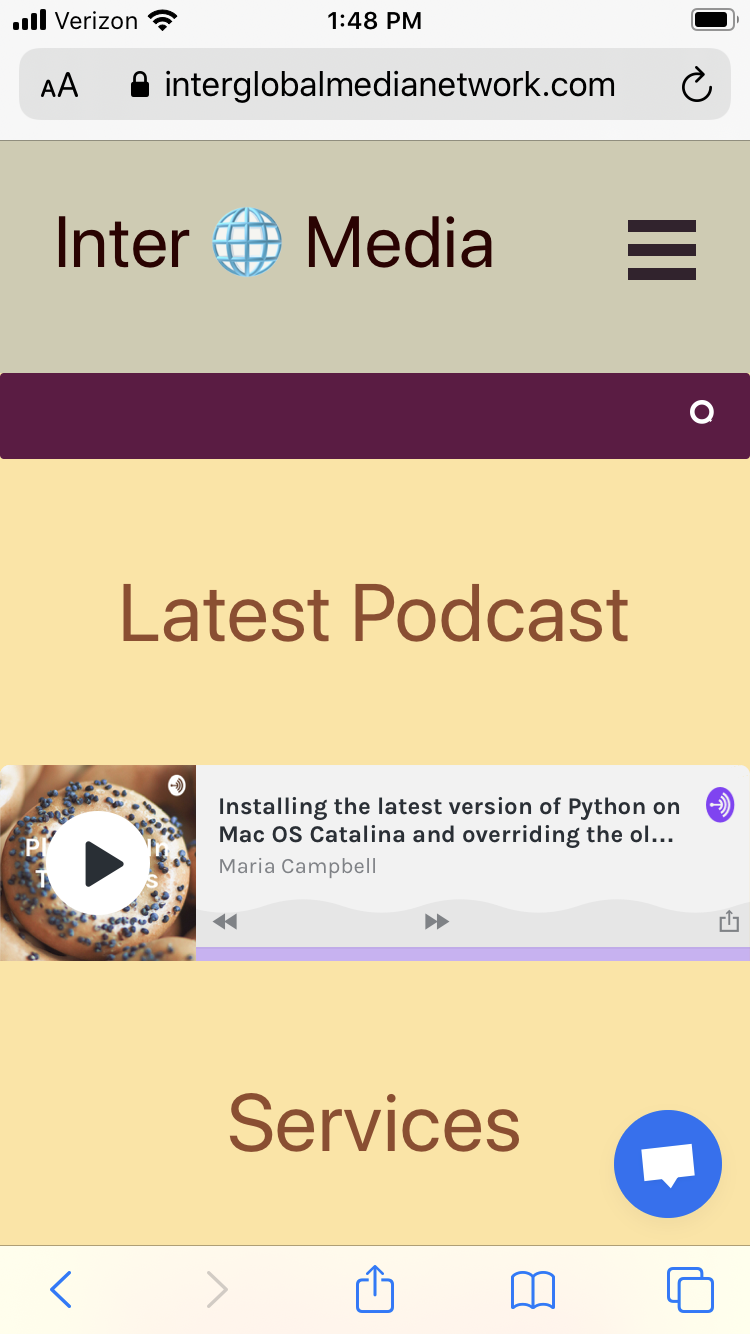 Verizon 1:48 PM
AA interglobalmedianetwork.com
Inter 🌐 Media
Latest Podcast
Installing the latest version of Python on
Mac OS Catalina and overriding the ol...
Maria Campbell
Services